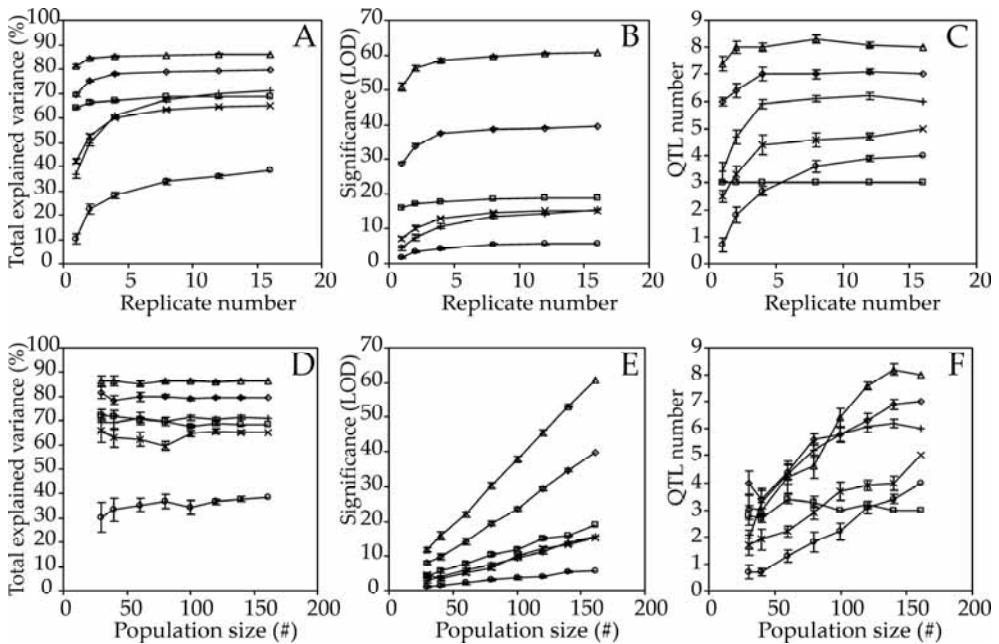 A
Total explained variance (%)
100
90
80
70
60
50
40
30
20
10
0
0 5 10 15 20
Replicate number
B
Significance (LOD)
70
60
50
40
30
20
10
0
0 5 10 15 20
Replicate number
C
QTL number
9
8
7
6
5
4
3
2
1
0
0 5 10 15 20
Replicate number
D
Total explained variance (%)
100
90
80
70
60
50
40
30
20
10
0
0 50 100 150 200
Population size (#)
E
Significance (LOD)
70
60
50
40
30
20
10
0
0 50 100 150 200
Population size (#)
F
QTL number
9
8
7
6
5
4
3
2
1
0
0 50 100 150 200
Population size (#)